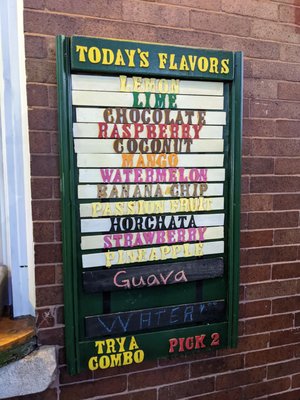 TODAY'S FLAVORS
LEMON
LIME
CHOCOLATE
RASPBERRY
COCONUT
MANGO
WATERMELON
BANANA CHIP
PASSION FRUIT
HORCHATA
STRAWBERRY
PINEAPPLE
Guava
WATER
TRY A PICK 2
COMBO